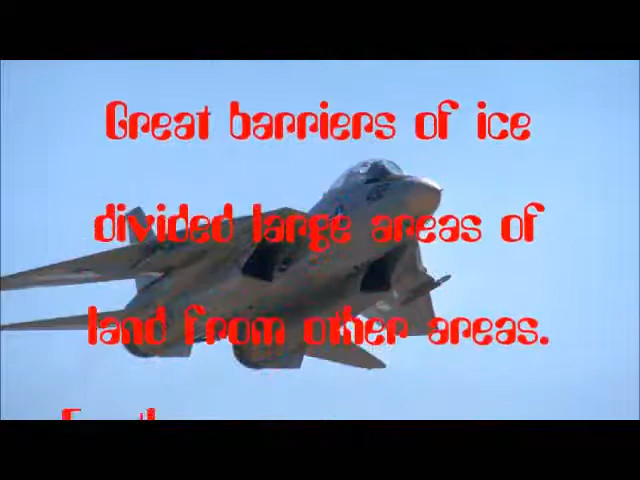 Great barriers of ice
divided large areas of
land from other areas.